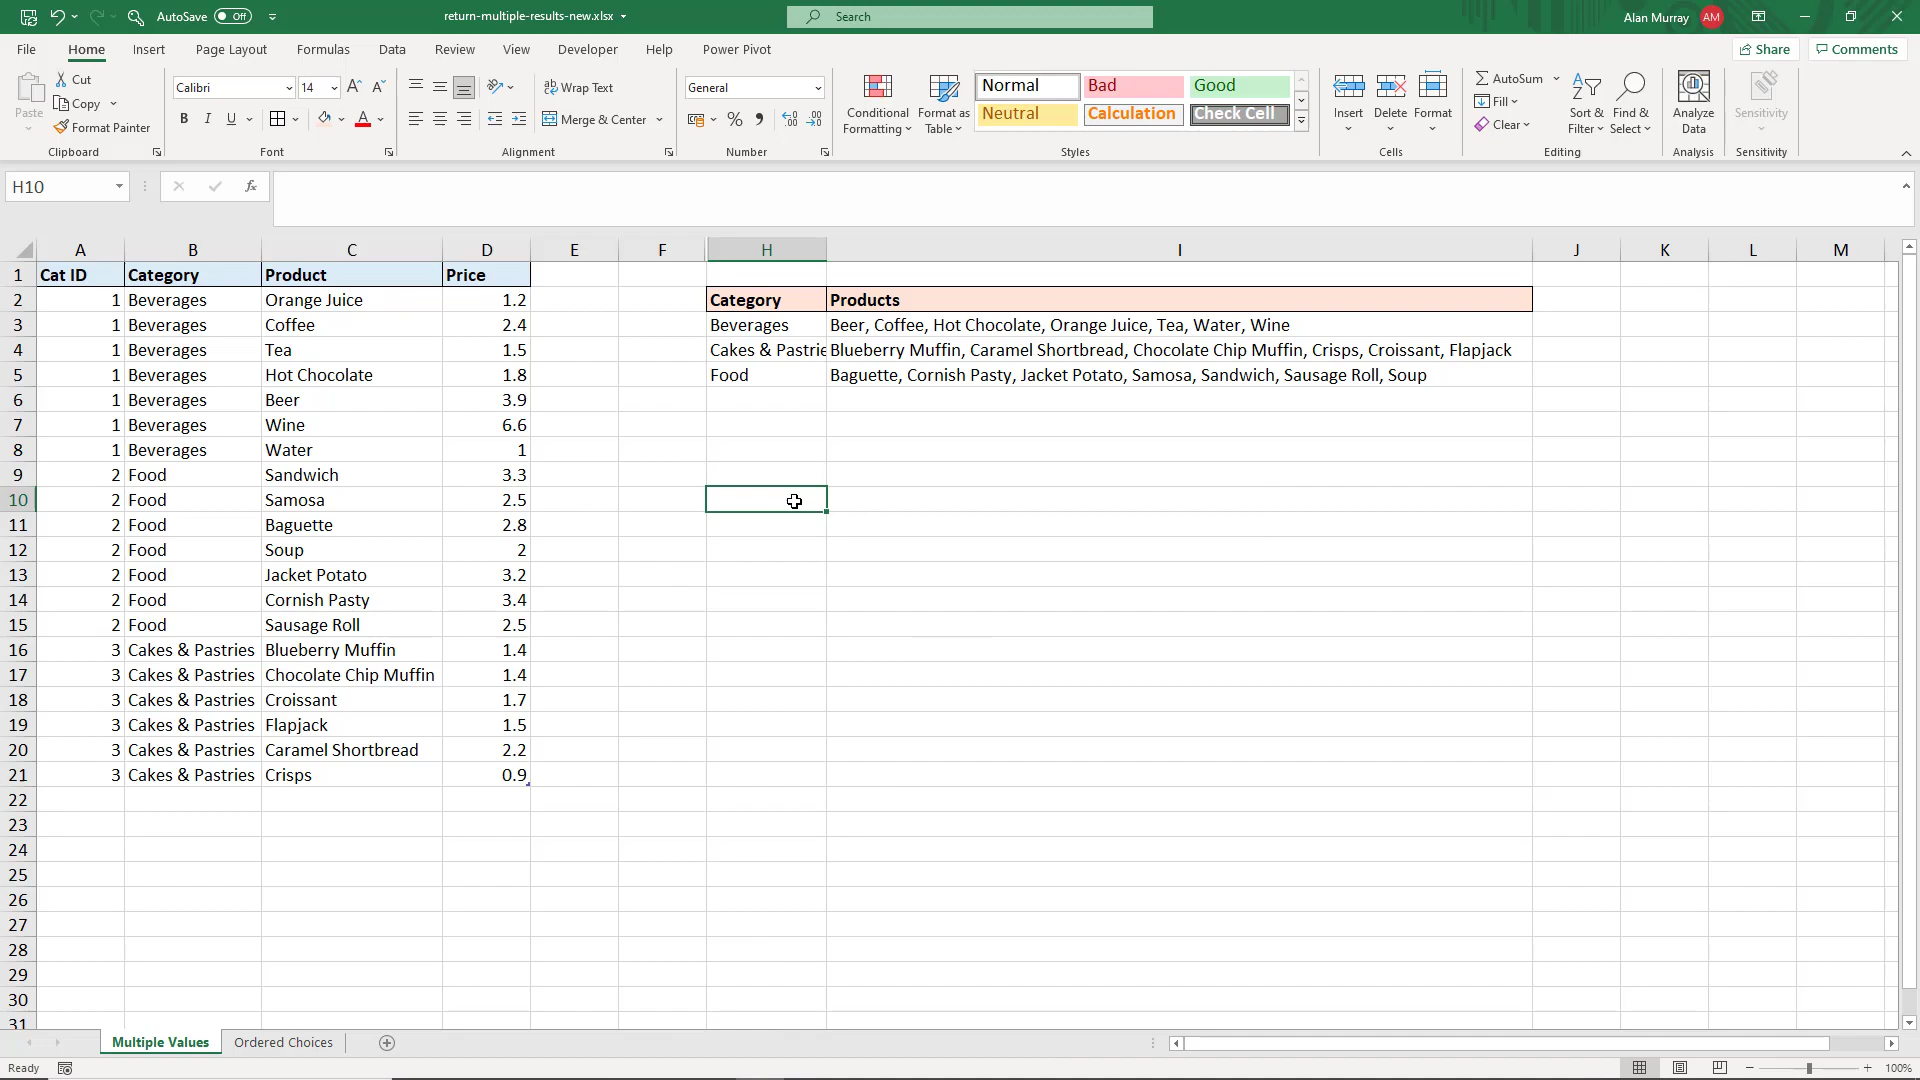 AutoSave Off return-multiple-results-new.xlsx Search Alan Murray AM
File Home Insert Page Layout Formulas Data Review View Developer Help Power Pivot Share Comments
Paste Cut Copy Format Painter
Clipboard
Calibri 14
B I U A A A
Font
Wrap Text
Merge & Center
Alignment
General
% 9
Number
Conditional Formatting Format as Table
Normal Bad Good
Neutral Calculation Check Cell
Styles
Insert Delete Format
Cells
AutoSum Fill Clear
Sort & Filter Find & Select
Editing
Analyze Data
Analysis
Sensitivity
Sensitivity
H10 fx
A B C D E F H I J K L M
1 Cat ID Category Product Price
2 1 Beverages Orange Juice 1.2 Category Products
3 1 Beverages Coffee 2.4 Beverages Beer, Coffee, Hot Chocolate, Orange Juice, Tea, Water, Wine
4 1 Beverages Tea 1.5 Cakes & Pastrie Blueberry Muffin, Caramel Shortbread, Chocolate Chip Muffin, Crisps, Croissant, Flapjack
5 1 Beverages Hot Chocolate 1.8 Food Baguette, Cornish Pasty, Jacket Potato, Samosa, Sandwich, Sausage Roll, Soup
6 1 Beverages Beer 3.9
7 1 Beverages Wine 6.6
8 1 Beverages Water 1
9 2 Food Sandwich 3.3
10 2 Food Samosa 2.5
11 2 Food Baguette 2.8
12 2 Food Soup 2
13 2 Food Jacket Potato 3.2
14 2 Food Cornish Pasty 3.4
15 2 Food Sausage Roll 2.5
16 3 Cakes & Pastries Blueberry Muffin 1.4
17 3 Cakes & Pastries Chocolate Chip Muffin 1.4
18 3 Cakes & Pastries Croissant 1.7
19 3 Cakes & Pastries Flapjack 1.5
20 3 Cakes & Pastries Caramel Shortbread 2.2
21 3 Cakes & Pastries Crisps 0.9
22
23
24
25
26
27
28
29
30
31
Multiple Values Ordered Choices
Ready 100%